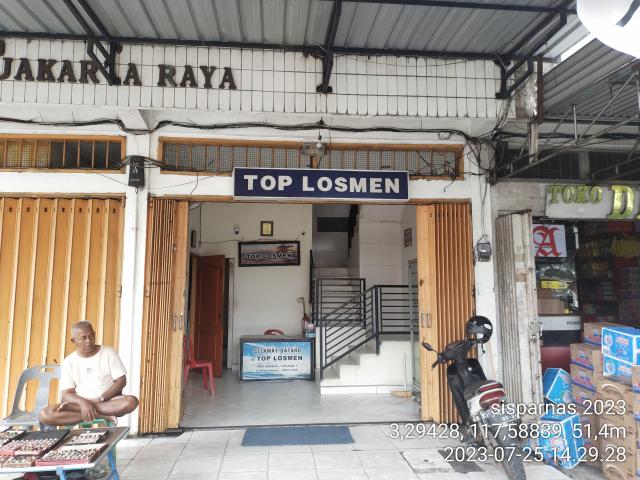 JAKARTA RAYA
TOP LOSMEN
TOKO D
A
TOP LOSMEN
SELAMAT DATANG
TOP LOSMEN
sisparnas 2023
3,29428, 117,58839, 51,4m
2023-07-25 14.29.28